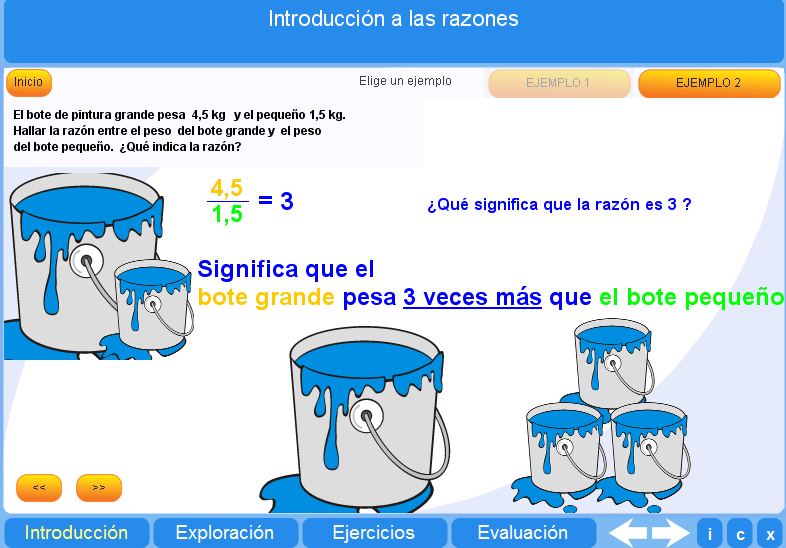 Introducción a las razones
Inicio
Elige un ejemplo
EJEMPLO 1
EJEMPLO 2
El bote de pintura grande pesa 4,5 kg y el pequeño 1,5 kg.
Hallar la razón entre el peso del bote grande y el peso
del bote pequeño. ¿Qué indica la razón?
4,5
1,5
= 3
¿Qué significa que la razón es 3 ?
Significa que el
bote grande pesa 3 veces más que el bote pequeño
<<
>>
Introducción
Exploración
Ejercicios
Evaluación
i
c
x